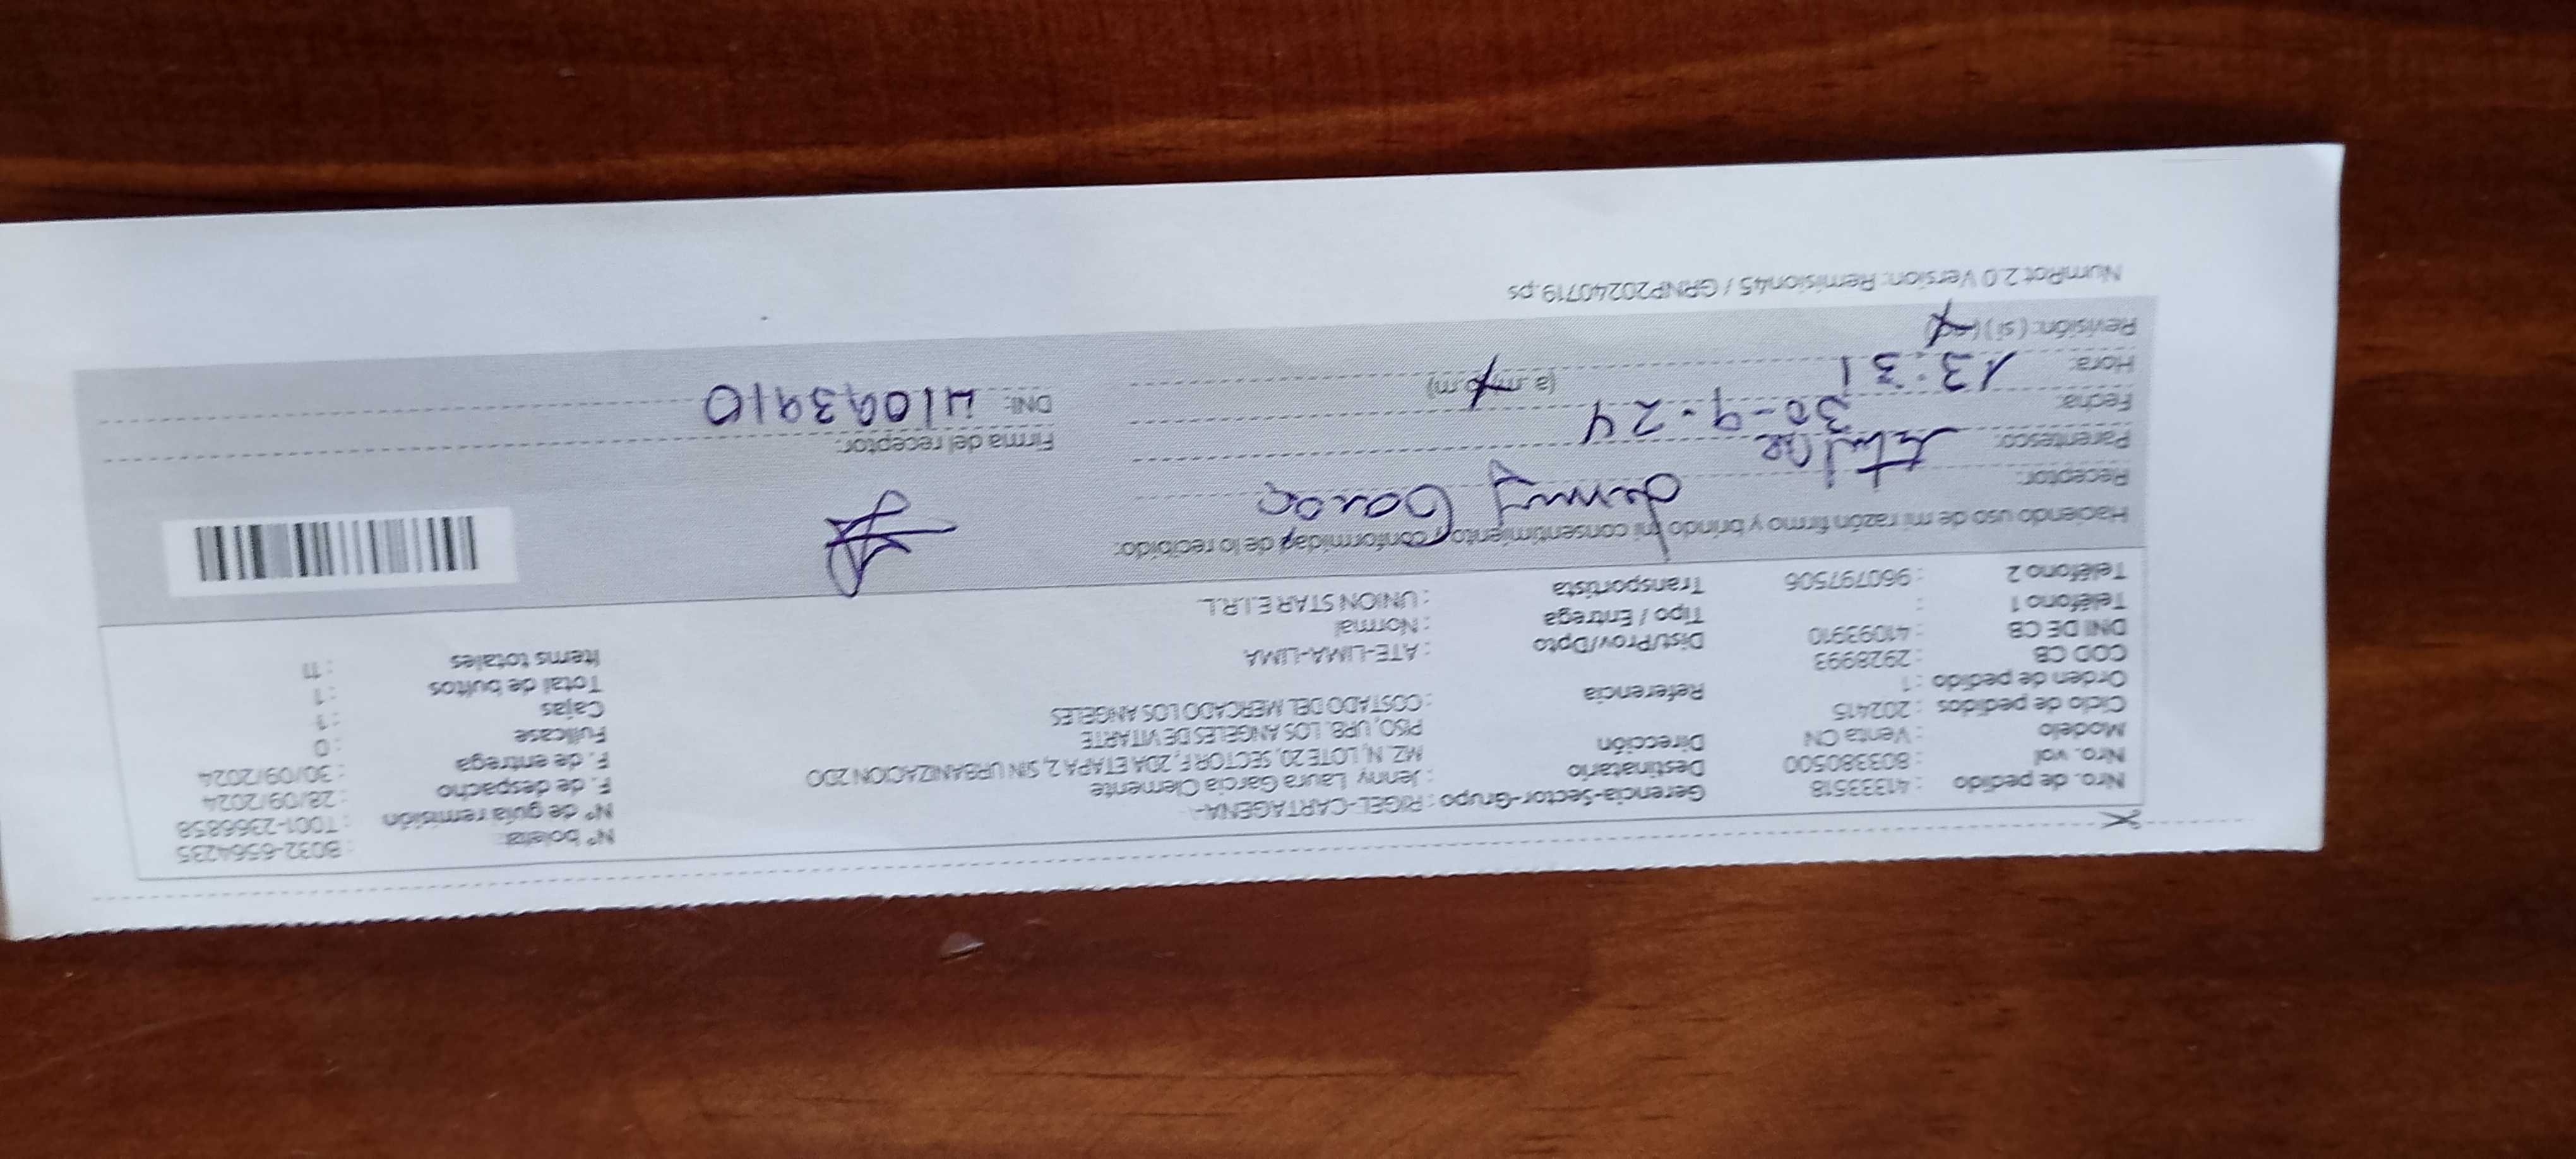 Nro. de pedido : 41333518 Gerencia-Sector-Grupo : RIGEL-CARTAGENA- Nº boleta: : B032-6564235
Nro. vol : 803380500 Destinatario : Jenny Laura Garcia Clemente Nº de guía remisión : T001-2366858
Modelo : Venta CN Dirección MZ. N, LOTE 20, SECTOR F, 2DA ETAPA 2, SIN URBANIZACION 2DO F. de despacho : 28/09/2024
PISO, URB. LOS ANGELES DE VITARTE F. de entrega : 30/09/2024
Ciclo de pedidos : 202415 Referencia : COSTADO DEL MERCADO LOS ANGELES Fullcase : 0
Orden de pedido : 1 Cajas : 1
COD CB : 2928993 Dist/Prov/Dpto : ATE-LIMA-LIMA Total de bultos : 1
DNI DE CB : 41093910 Tipo / Entrega : Normal Items totales : 11
Teléfono 1 : Transportista : UNION STAR E.I.R.L.
Teléfono 2 : 960797506
Haciendo uso de mi razón firmo y brindo mi consentimiento y conformidad de lo recibido:
Receptor: Jenny Garcia
Parentesco: titular Firma del receptor:
Fecha: 30-9-24 DNI: 41093910
Hora: 13:31 (a.m/p.m)
Revisión: (si) (no)
NumRot 2.0 Version: Remision45 / GRNP20240719.ps